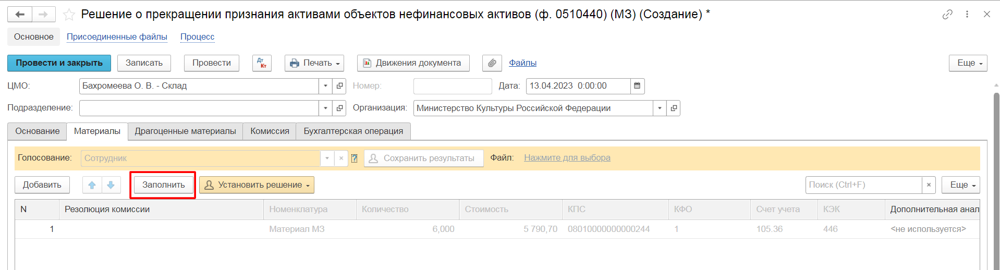 Решение о прекращении признания активами объектов нефинансовых активов (ф. 0510440) (МЗ) (Создание) *
Основное Присоединенные файлы Процесс
Провести и закрыть Записать Провести Дт Кт Печать Движения документа Файлы Еще
ЦМО: Бахромеева О. В. - Склад Номер: Дата: 13.04.2023 0:00:00
Подразделение: Организация: Министерство Культуры Российской Федерации
Основание Материалы Драгоценные материалы Комиссия Бухгалтерская операция
Голосование: Сотрудник ? Сохранить результаты Файл: Нажмите для выбора
Добавить Заполнить Установить решение Поиск (Ctrl+F) × Еще
N Резолюция комиссии Номенклатура Количество Стоимость КПС КФО Счет учета КЭК Дополнительная анал
1 Материал МЗ 6,000 5 790,70 08010000000000244 1 105.36 446 <не используется>